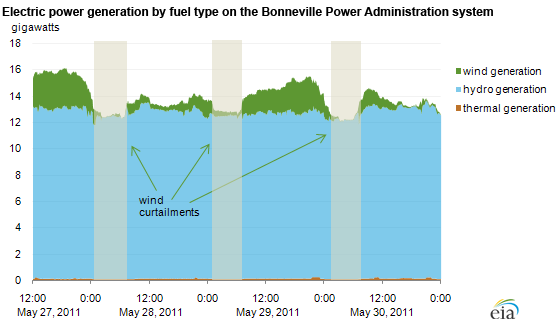 Electric power generation by fuel type on the Bonneville Power Administration system
gigawatts
18
16
14
12
10
8
6
4
2
0
wind generation
hydro generation
thermal generation
wind
curtailments
12:00 0:00 12:00 0:00 12:00 0:00 12:00 0:00
May 27, 2011 May 28, 2011 May 29, 2011 May 30, 2011
eia